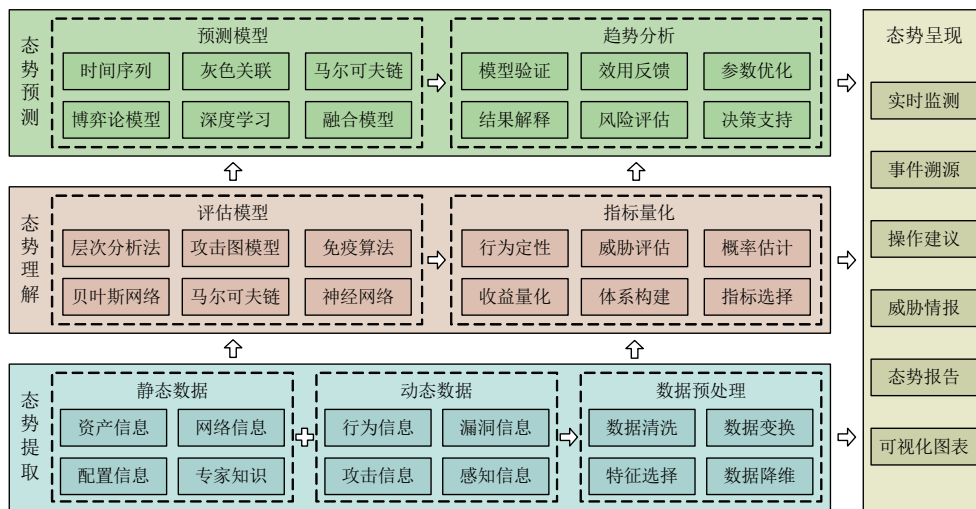 态势预测
预测模型
时间序列
灰色关联
马尔可夫链
博弈论模型
深度学习
融合模型
趋势分析
模型验证
效用反馈
参数优化
结果解释
风险评估
决策支持
态势理解
评估模型
层次分析法
攻击图模型
免疫算法
贝叶斯网络
马尔可夫链
神经网络
指标量化
行为定性
威胁评估
概率估计
收益量化
体系构建
指标选择
态势提取
静态数据
资产信息
网络信息
配置信息
专家知识
动态数据
行为信息
漏洞信息
攻击信息
感知信息
数据预处理
数据清洗
数据变换
特征选择
数据降维
态势呈现
实时监测
事件溯源
操作建议
威胁情报
态势报告
可视化图表